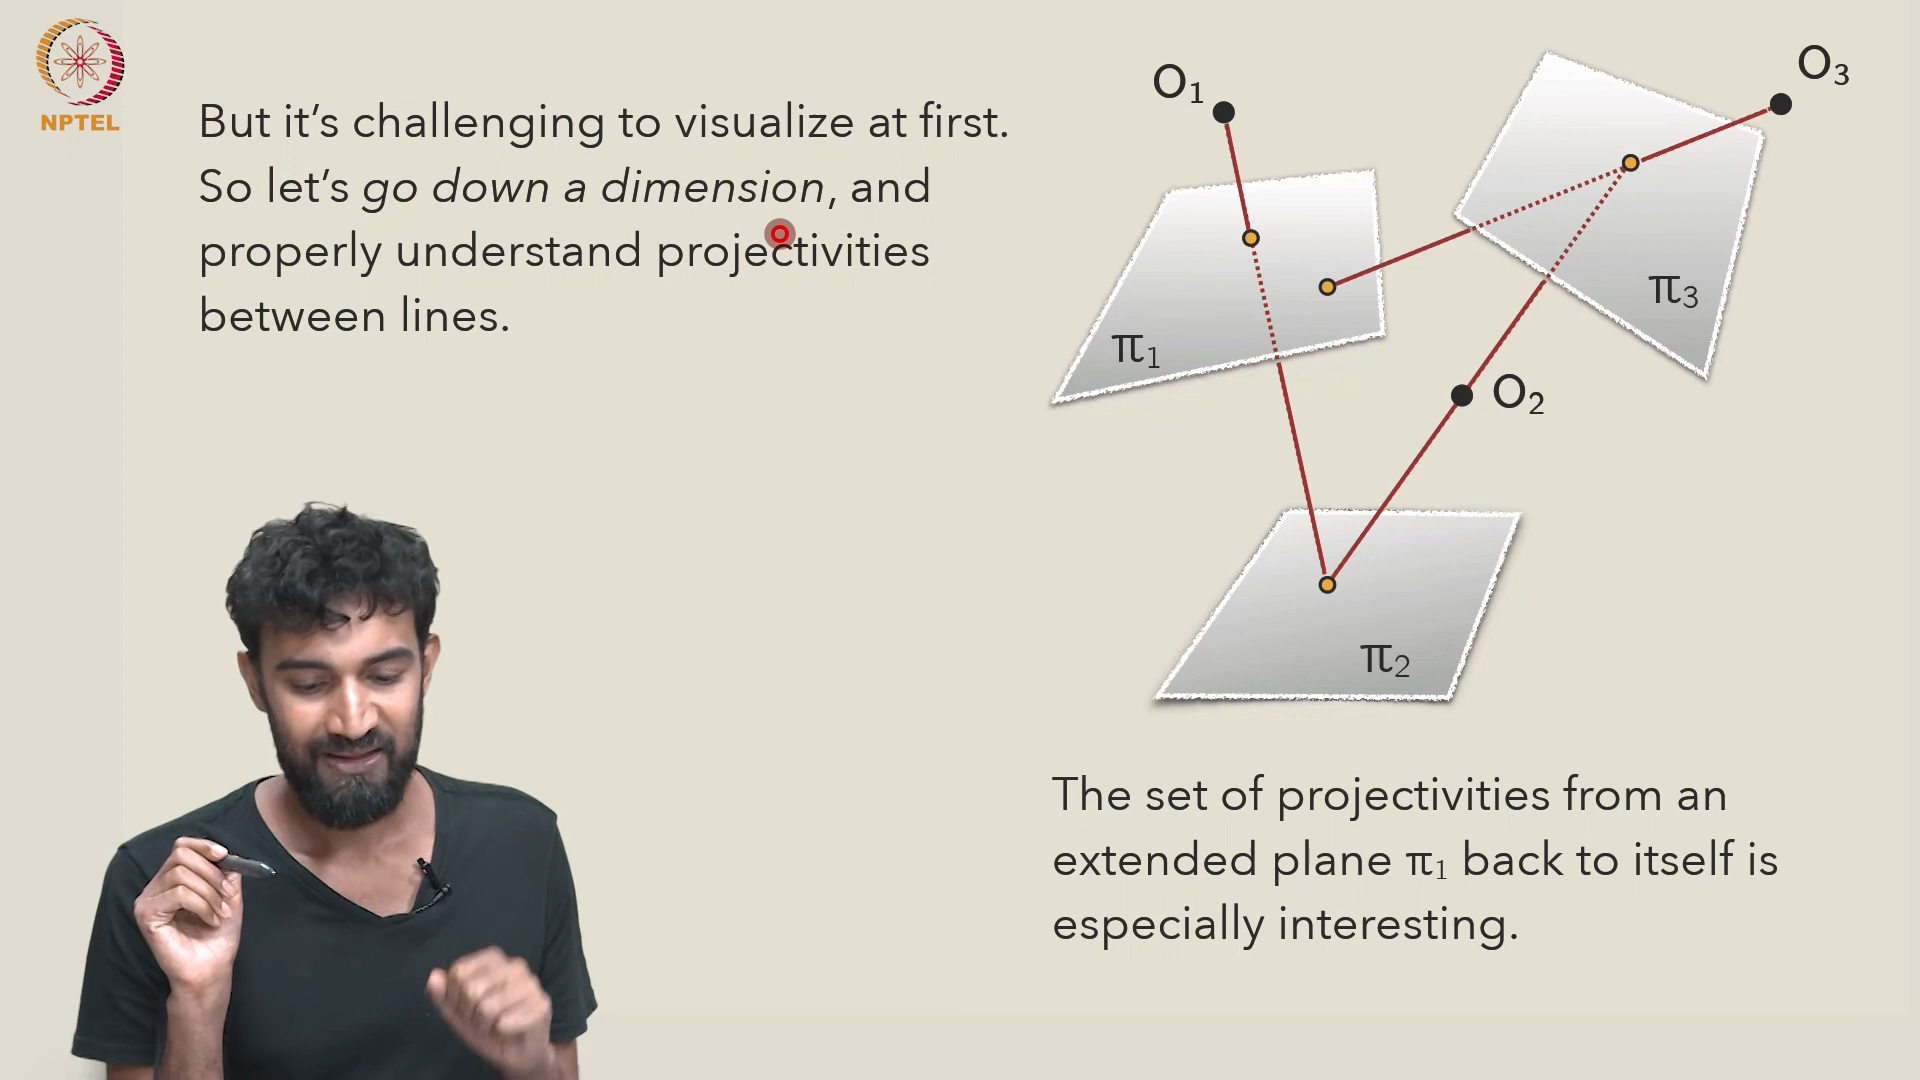 NPTEL
But it’s challenging to visualize at first.
So let’s go down a dimension, and
properly understand projectivities
between lines.
O₁
O₃
π₁
π₃
O₂
π₂
The set of projectivities from an
extended plane π₁ back to itself is
especially interesting.